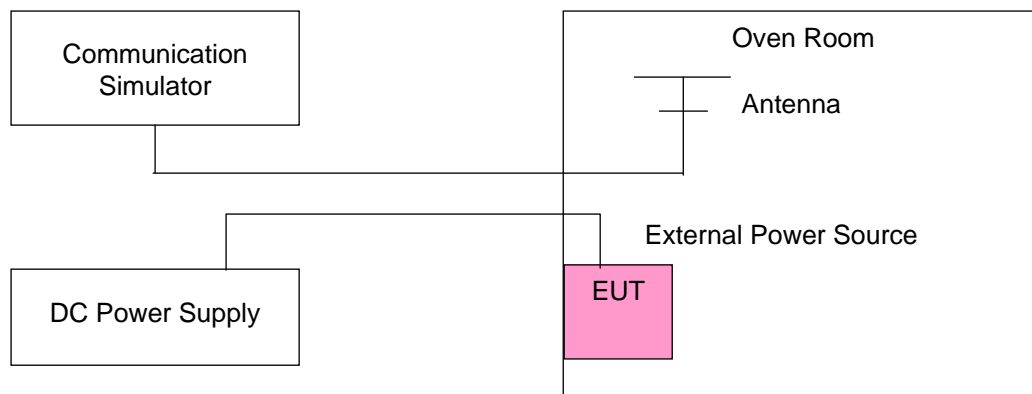 Communication
Simulator
Oven Room
Antenna
External Power Source
EUT
DC Power Supply